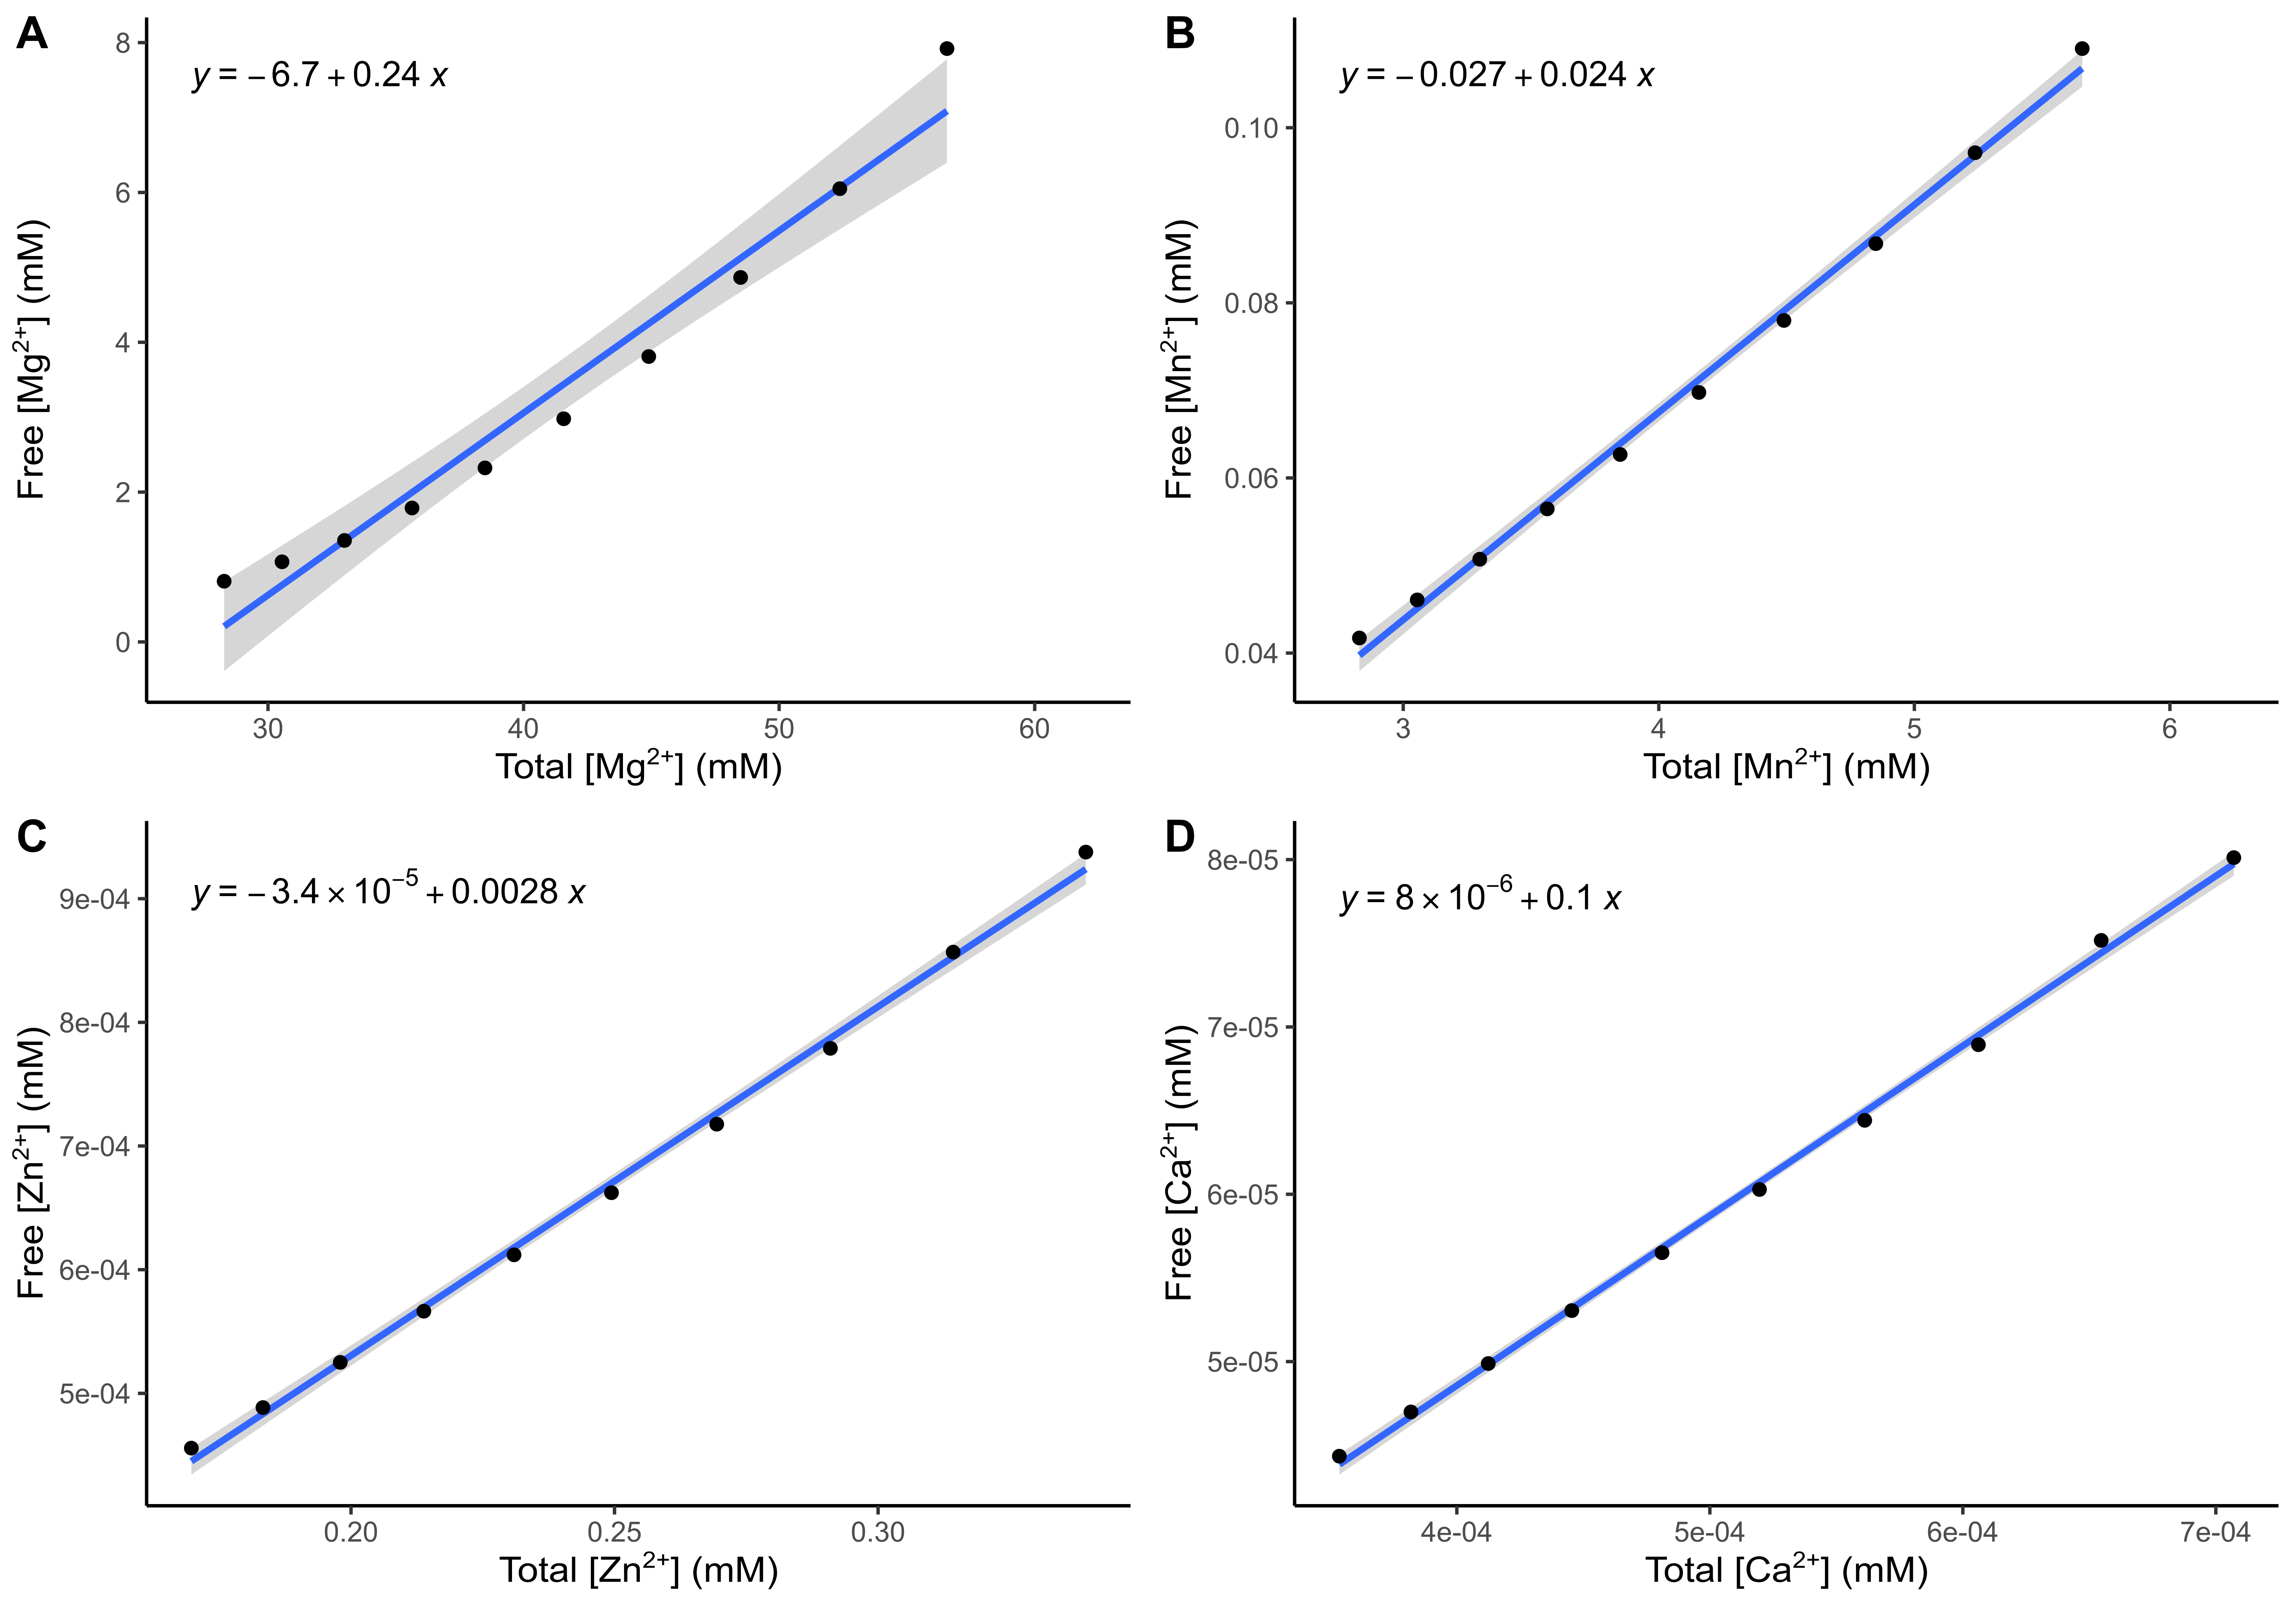 A
y = −6.7 + 0.24 x
8
6
4
2
0
Free [Mg²⁺] (mM)
30 40 50 60
Total [Mg²⁺] (mM)
B
y = −0.027 + 0.024 x
0.10
0.08
0.06
0.04
Free [Mn²⁺] (mM)
3 4 5 6
Total [Mn²⁺] (mM)
C
y = −3.4 × 10⁻⁵ + 0.0028 x
9e-04
8e-04
7e-04
6e-04
5e-04
Free [Zn²⁺] (mM)
0.20 0.25 0.30
Total [Zn²⁺] (mM)
D
y = 8 × 10⁻⁶ + 0.1 x
8e-05
7e-05
6e-05
5e-05
Free [Ca²⁺] (mM)
4e-04 5e-04 6e-04 7e-04
Total [Ca²⁺] (mM)